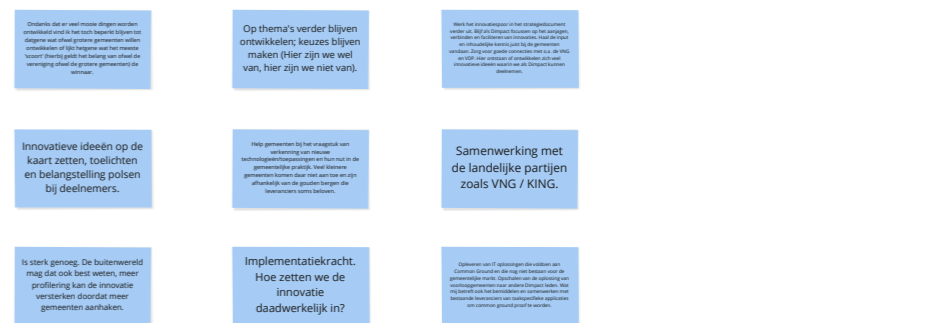 Ondanks dat er veel mooie dingen worden
ontwikkeld vind ik het toch beperkt blijven tot
datgene wat ofwel grotere gemeenten willen
ontwikkelen of lijkt hetgene wat het meeste
'scoort' (hierbij geldt het belang van ofwel de
vereniging ofwel de grotere gemeenten) de
winnaar.
Op thema's verder blijven
ontwikkelen; keuzes blijven
maken (Hier zijn we wel
van, hier zijn we niet van).
Werk het innovatiespoor in het strategiedocument
verder uit. Blijf als Dimpact focussen op het aanjagen,
verbinden en faciliteren van innovaties. Haal de input
en inhoudelijke kennis juist bij de gemeenten
vandaan. Zorg voor goede connecties met o.a. de VNG
en VDP. Hier ontstaan of ontwikkelen zich veel
innovatieve ideeën waarin we als Dimpact kunnen
deelnemen.
Innovatieve ideeën op de
kaart zetten, toelichten
en belangstelling polsen
bij deelnemers.
Help gemeenten bij het vraagstuk van
verkenning van nieuwe
technologieën/toepassingen en hun nut in de
gemeentelijke praktijk. Veel kleinere
gemeenten komen daar niet aan toe en zijn
afhankelijk van de gouden bergen die
leveranciers soms beloven.
Samenwerking met
de landelijke partijen
zoals VNG / KING.
Is sterk genoeg. De buitenwereld
mag dat ook best weten, meer
profilering kan de innovatie
versterken doordat meer
gemeenten aanhaken.
Implementatiekracht.
Hoe zetten we de
innovatie
daadwerkelijk in?
Opleveren van IT oplossingen die voldoen aan
Common Ground en die nog niet bestaan voor de
gemeentelijke markt. Opschalen van de oplossing van
voorloopgemeenten naar andere Dimpact leden. Wat
mij betreft ook het bemiddelen en samenwerken met
bestaande leveranciers van taakspecifieke applicaties
om common ground proof te worden.